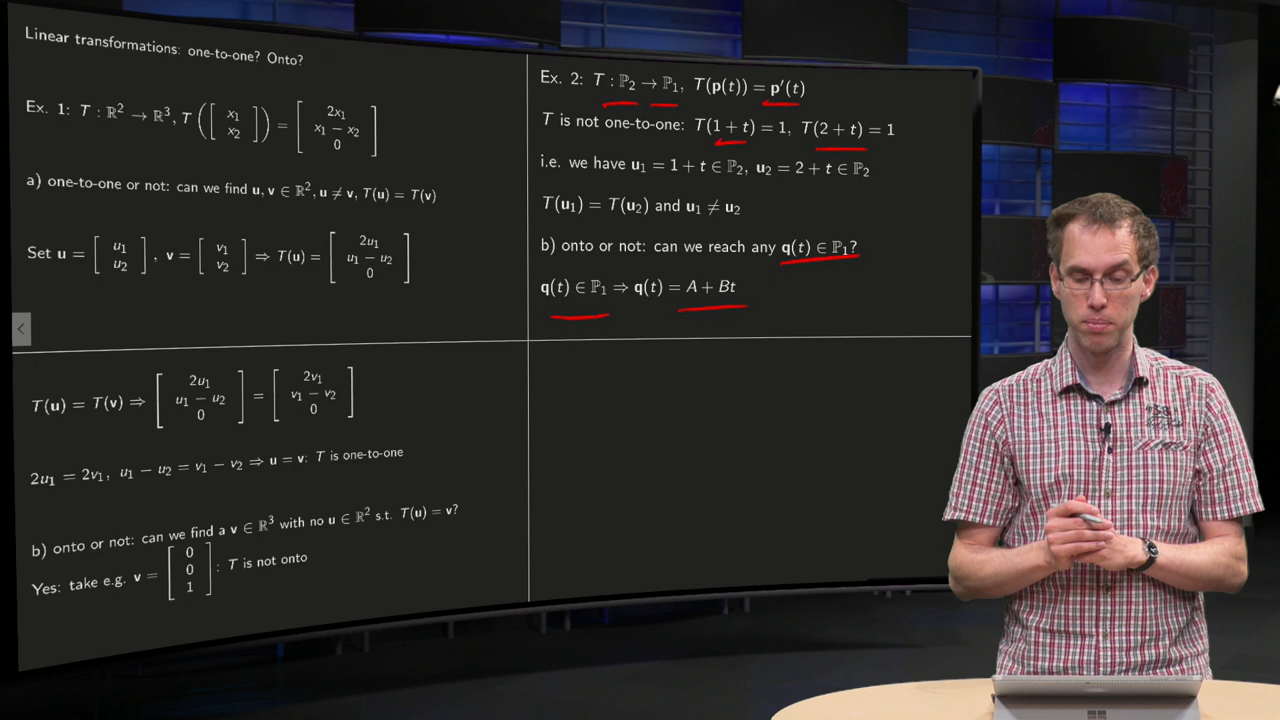 Linear transformations: one-to-one? Onto?
Ex. 1: T : ℝ² → ℝ³, T([x₁ x₂]) = [2x₁ x₁ − x₂ 0]
a) one-to-one or not: can we find u, v ∈ ℝ², u ≠ v, T(u) = T(v)
Set u = [u₁ u₂], v = [v₁ v₂] ⇒ T(u) = [2u₁ u₁ − u₂ 0]
T(u) = T(v) ⇒ [2u₁ u₁ − u₂ 0] = [2v₁ v₁ − v₂ 0]
2u₁ = 2v₁, u₁ − u₂ = v₁ − v₂ ⇒ u = v: T is one-to-one
b) onto or not: can we find a v ∈ ℝ³ with no u ∈ ℝ² s.t. T(u) = v?
Yes: take e.g. v = [0 0 1]: T is not onto
Ex. 2: T : ℙ₂ → ℙ₁, T(p(t)) = p′(t)
T is not one-to-one: T(1 + t) = 1, T(2 + t) = 1
i.e. we have u₁ = 1 + t ∈ ℙ₂, u₂ = 2 + t ∈ ℙ₂
T(u₁) = T(u₂) and u₁ ≠ u₂
b) onto or not: can we reach any q(t) ∈ ℙ₁?
q(t) ∈ ℙ₁ ⇒ q(t) = A + Bt